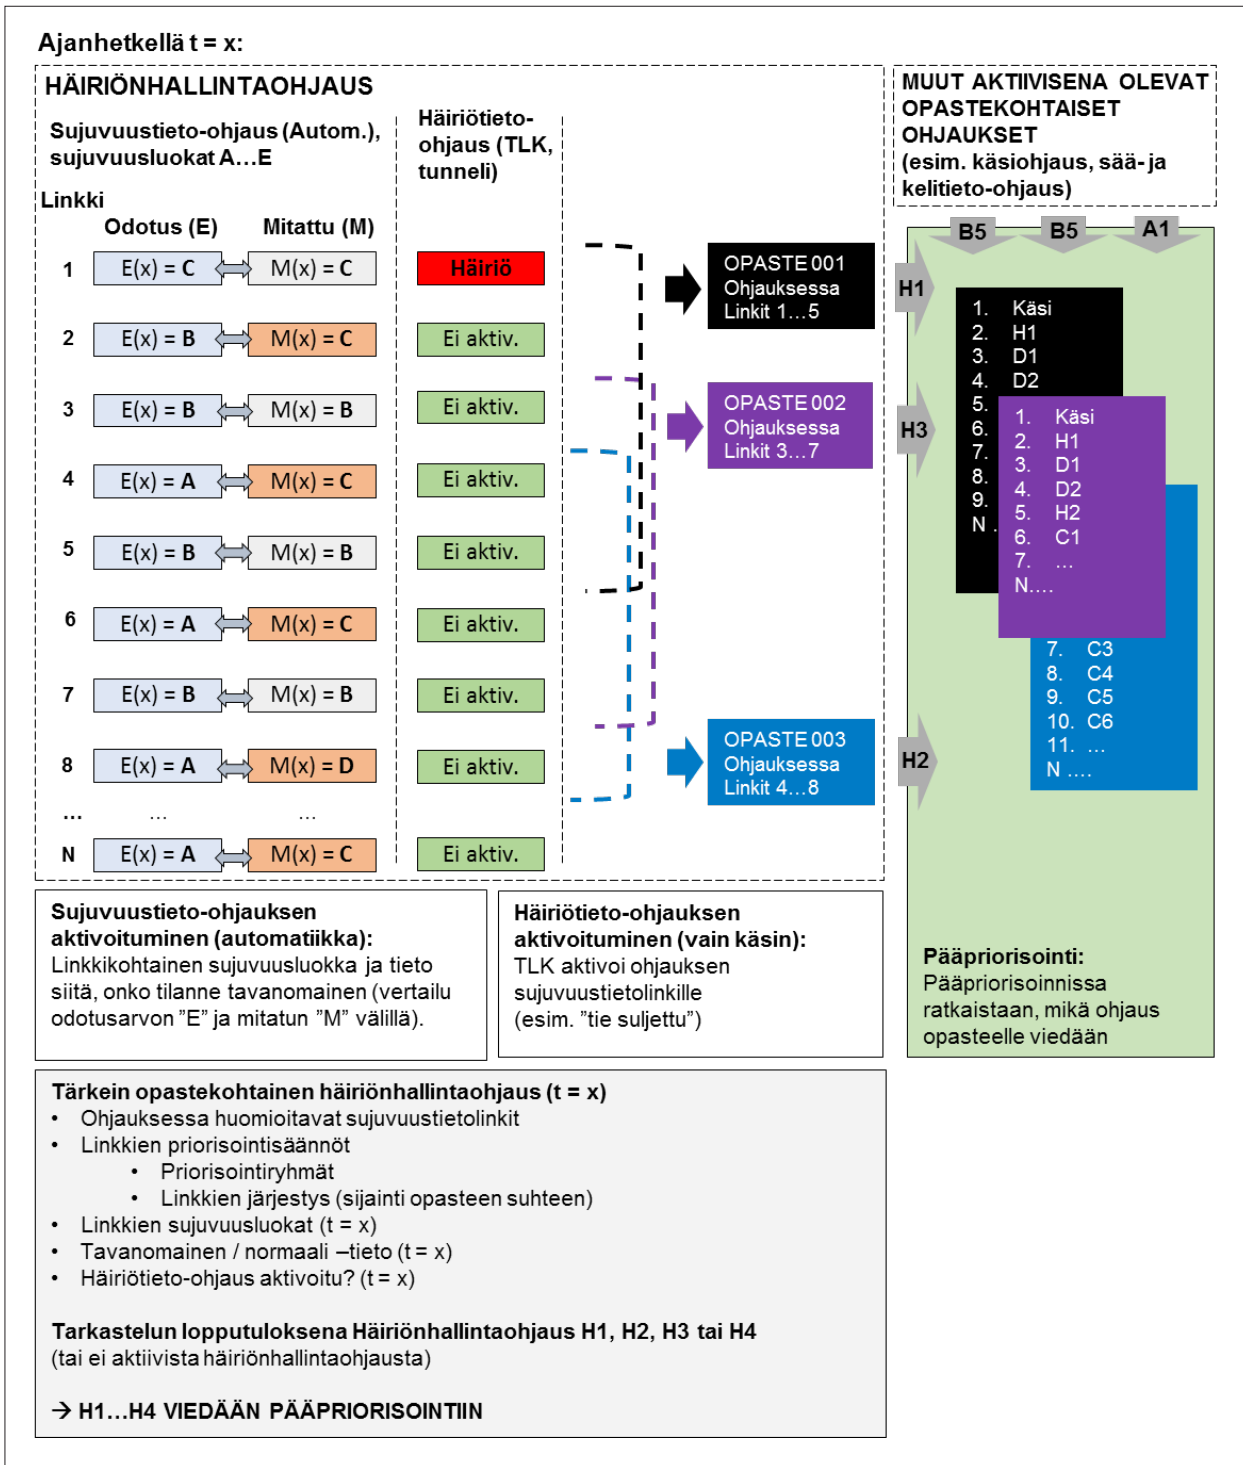 Ajanhetkellä t = x:
HÄIRIÖNHALLINTAOHJAUS
Sujuvuustieto-ohjaus (Autom.),
sujuvuusluokat A…E
Häiriötieto-
ohjaus (TLK,
tunneli)
Linkki
Odotus (E) Mitattu (M)
1 E(x) = C M(x) = C Häiriö
2 E(x) = B M(x) = C Ei aktiv.
3 E(x) = B M(x) = B Ei aktiv.
4 E(x) = A M(x) = C Ei aktiv.
5 E(x) = B M(x) = B Ei aktiv.
6 E(x) = A M(x) = C Ei aktiv.
7 E(x) = B M(x) = B Ei aktiv.
8 E(x) = A M(x) = D Ei aktiv.
… … …
N E(x) = A M(x) = C Ei aktiv.
OPASTE 001
Ohjauksessa
Linkit 1…5
OPASTE 002
Ohjauksessa
Linkit 3…7
OPASTE 003
Ohjauksessa
Linkit 4…8
MUUT AKTIIVISENA OLEVAT
OPASTEKOHTAISET
OHJAUKSET
(esim. käsiohjaus, sää- ja
kelitieto-ohjaus)
B5 B5 A1
H1
H3
H2
1. Käsi
2. H1
3. D1
4. D2
5.
6.
7.
8.
9.
N .
1. Käsi
2. H1
3. D1
4. D2
5. H2
6. C1
7. …
N….
7. C3
8. C4
9. C5
10. C6
11. …
N ….
Pääpriorisointi:
Pääpriorisoinnissa
ratkaistaan, mikä ohjaus
opasteelle viedään
Sujuvuustieto-ohjauksen
aktivoituminen (automatiikka):
Linkkikohtainen sujuvuusluokka ja tieto
siitä, onko tilanne tavanomainen (vertailu
odotusarvon ”E” ja mitatun ”M” välillä).
Häiriötieto-ohjauksen
aktivoituminen (vain käsin):
TLK aktivoi ohjauksen
sujuvuustietolinkille
(esim. ”tie suljettu”)
Tärkein opastekohtainen häiriönhallintaohjaus (t = x)
• Ohjauksessa huomioitavat sujuvuustietolinkit
• Linkkien priorisointisäännöt
• Priorisointiryhmät
• Linkkien järjestys (sijainti opasteen suhteen)
• Linkkien sujuvuusluokat (t = x)
• Tavanomainen / normaali –tieto (t = x)
• Häiriötieto-ohjaus aktivoitu? (t = x)
Tarkastelun lopputuloksena Häiriönhallintaohjaus H1, H2, H3 tai H4
(tai ei aktiivista häiriönhallintaohjausta)
→ H1…H4 VIEDÄÄN PÄÄPRIORISOINTIIN